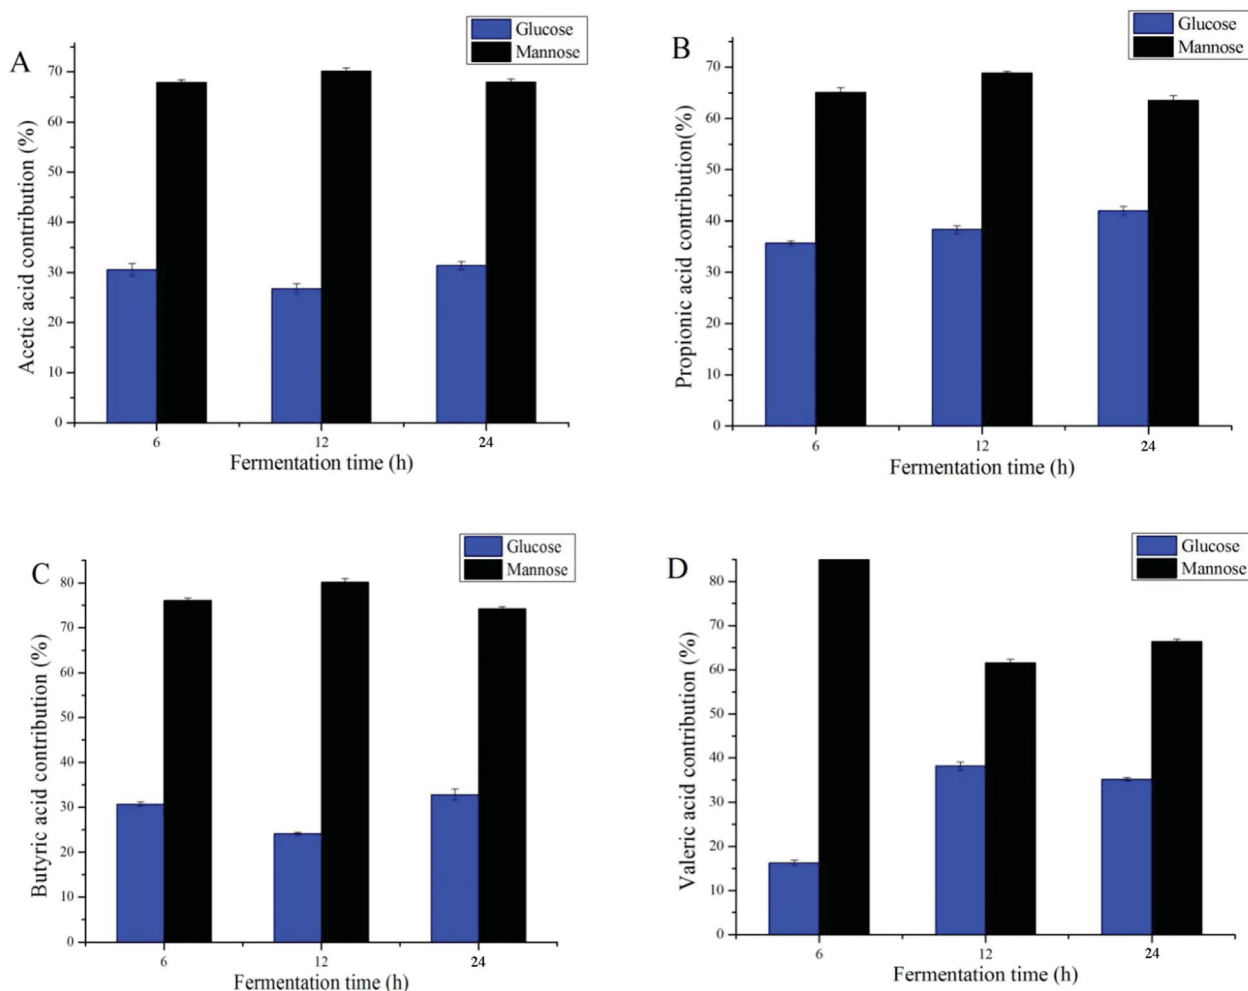 A
Glucose
Mannose
Acetic acid contribution (%)
70
60
50
40
30
20
10
0
6
12
24
Fermentation time (h)
B
Glucose
Mannose
Propionic acid contribution(%)
70
60
50
40
30
20
10
0
6
12
24
Fermentation time (h)
C
Glucose
Mannose
Butyric acid contribution (%)
80
70
60
50
40
30
20
10
0
6
12
24
Fermentation time (h)
D
Glucose
Mannose
Valeric acid contribution (%)
80
70
60
50
40
30
20
10
0
6
12
24
Fermentation time (h)